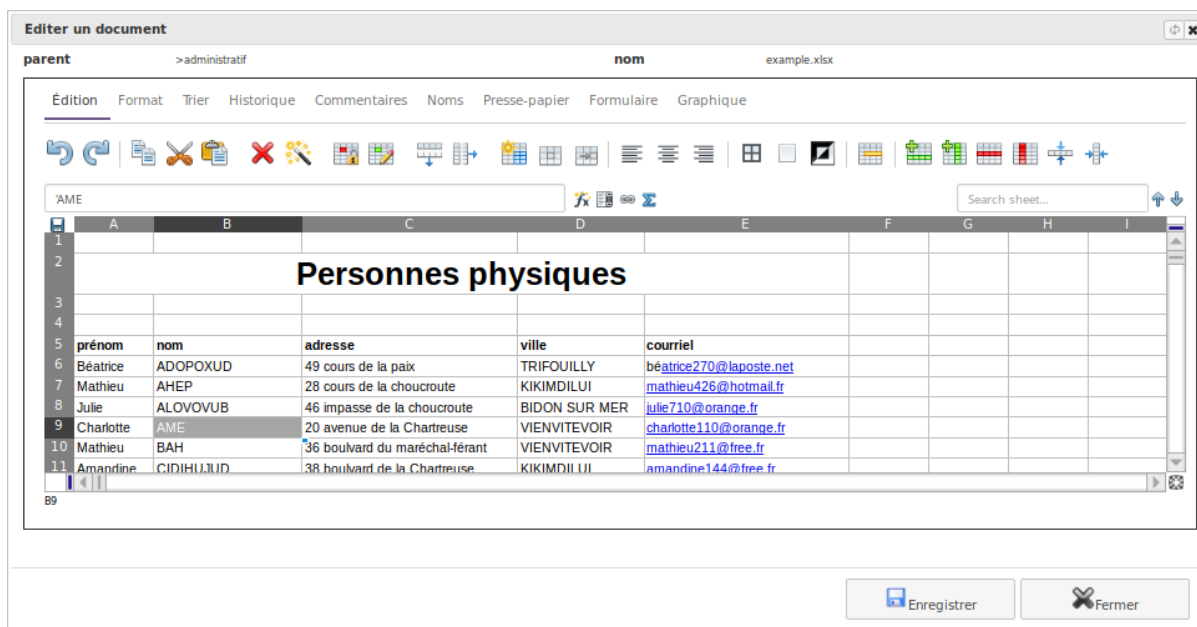 Editer un document
parent >administratif nom example.xlsx
Édition Format Trier Historique Commentaires Noms Presse-papier Formulaire Graphique
'AME fx Σ Search sheet...
A B C D E F G H I
1
2 Personnes physiques
3
4
5 prénom nom adresse ville courriel
6 Béatrice ADOPOXUD 49 cours de la paix TRIFOUILLY béatrice270@laposte.net
7 Mathieu AHEP 28 cours de la choucroute KIKIMDILUI mathieu426@hotmail.fr
8 Julie ALOVOVUB 46 impasse de la choucroute BIDON SUR MER julie710@orange.fr
9 Charlotte AME 20 avenue de la Chartreuse VIENVITEVOIR charlotte110@orange.fr
10 Mathieu BAH 36 boulvard du maréchal-férant VIENVITEVOIR mathieu211@free.fr
11 Amandine CIDIHUJUD 38 boulvard de la Chartreuse KIKIMDILUI amandine144@free.fr
B9
Enregistrer Fermer